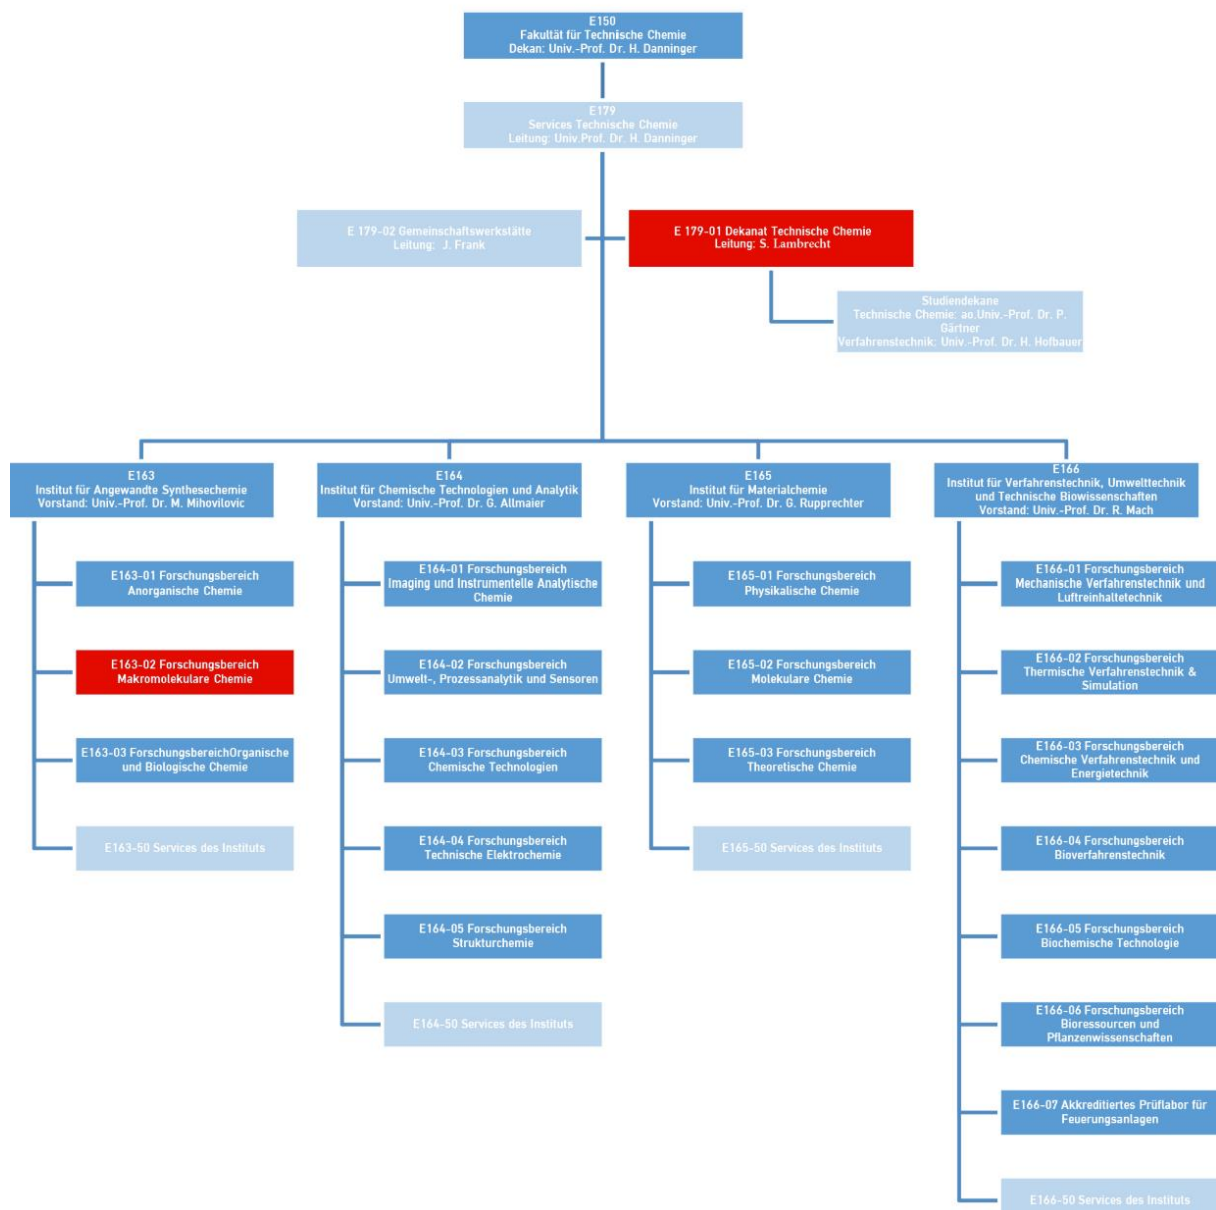 E150
Fakultät für Technische Chemie
Dekan: Univ.-Prof. Dr. H. Danninger
E179
Services Technische Chemie
Leitung: Univ.Prof. Dr. H. Danninger
E 179-02 Gemeinschaftswerkstätte
Leitung: J. Frank
E 179-01 Dekanat Technische Chemie
Leitung: S. Lambrecht
Studiendekane
Technische Chemie: ao.Univ.-Prof. Dr. P.
Gärtner
Verfahrenstechnik: Univ.-Prof. Dr. H. Hofbauer
E163
Institut für Angewandte Synthesechemie
Vorstand: Univ.-Prof. Dr. M. Mihovilovic
E163-01 Forschungsbereich
Anorganische Chemie
E163-02 Forschungsbereich
Makromolekulare Chemie
E163-03 ForschungsbereichOrganische
und Biologische Chemie
E163-50 Services des Instituts
E164
Institut für Chemische Technologien und Analytik
Vorstand: Univ.-Prof. Dr. G. Allmaier
E164-01 Forschungsbereich
Imaging und Instrumentelle Analytische
Chemie
E164-02 Forschungsbereich
Umwelt-, Prozessanalytik und Sensoren
E164-03 Forschungsbereich
Chemische Technologien
E164-04 Forschungsbereich
Technische Elektrochemie
E164-05 Forschungsbereich
Strukturchemie
E164-50 Services des Instituts
E165
Institut für Materialchemie
Vorstand: Univ.-Prof. Dr. G. Rupprechter
E165-01 Forschungsbereich
Physikalische Chemie
E165-02 Forschungsbereich
Molekulare Chemie
E165-03 Forschungsbereich
Theoretische Chemie
E165-50 Services des Instituts
E166
Institut für Verfahrenstechnik, Umwelttechnik
und Technische Biowissenschaften
Vorstand: Univ.-Prof. Dr. R. Mach
E166-01 Forschungsbereich
Mechanische Verfahrenstechnik und
Luftreinhaltetechnik
E166-02 Forschungsbereich
Thermische Verfahrenstechnik &
Simulation
E166-03 Forschungsbereich
Chemische Verfahrenstechnik und
Energietechnik
E166-04 Forschungsbereich
Bioverfahrenstechnik
E166-05 Forschungsbereich
Biochemische Technologie
E166-06 Forschungsbereich
Bioressourcen und
Pflanzenwissenschaften
E166-07 Akkreditiertes Prüflabor für
Feuerungsanlagen
E166-50 Services des Instituts